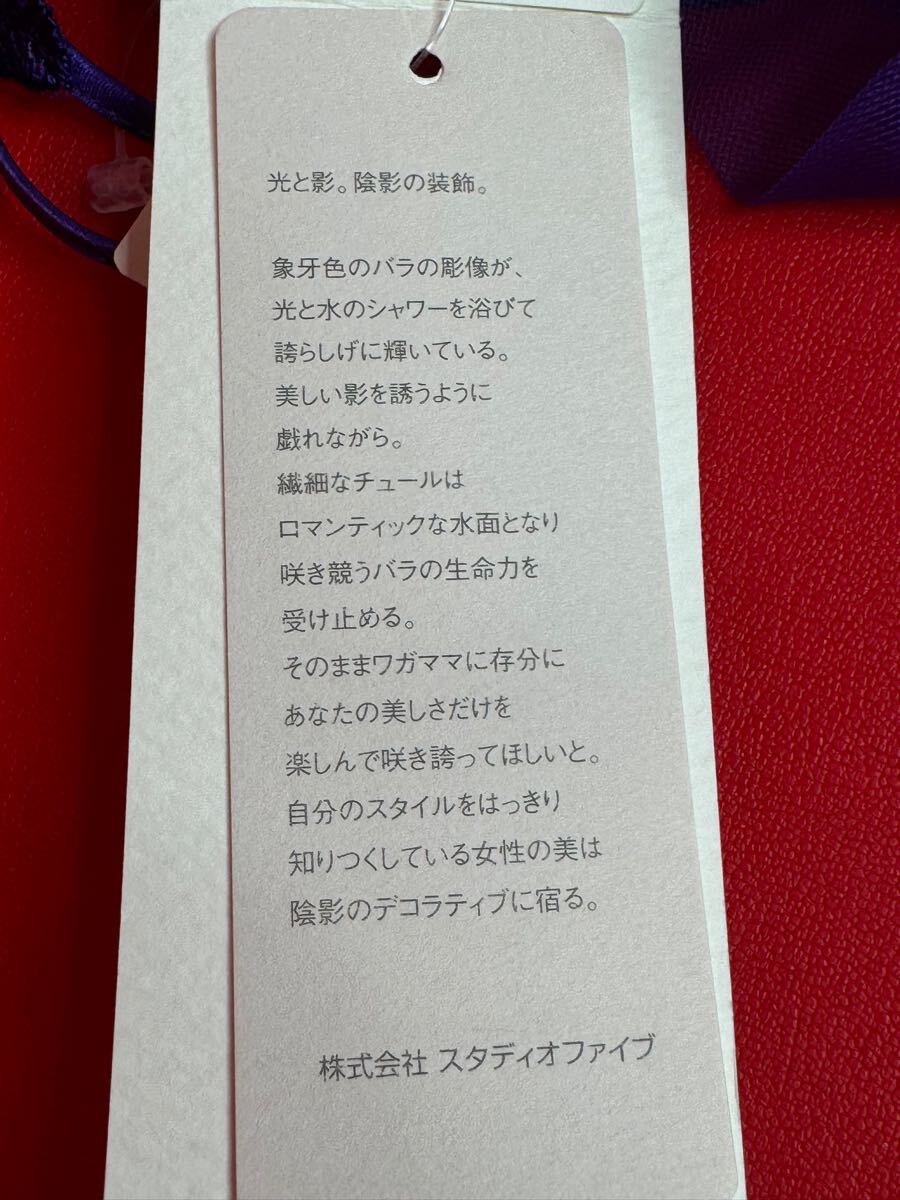 光と影。陰影の装飾。
象牙色のバラの彫像が、
光と水のシャワーを浴びて
誇らしげに輝いている。
美しい影を誘うように
戯れながら。
繊細なチュールは
ロマンティックな水面となり
咲き競うバラの生命力を
受け止める。
そのままワガママに存分に
あなたの美しさだけを
楽しんで咲き誇ってほしいと。
自分のスタイルをはっきり
知りつくしている女性の美は
陰影のデコラティブに宿る。
株式会社 スタディオファイブ